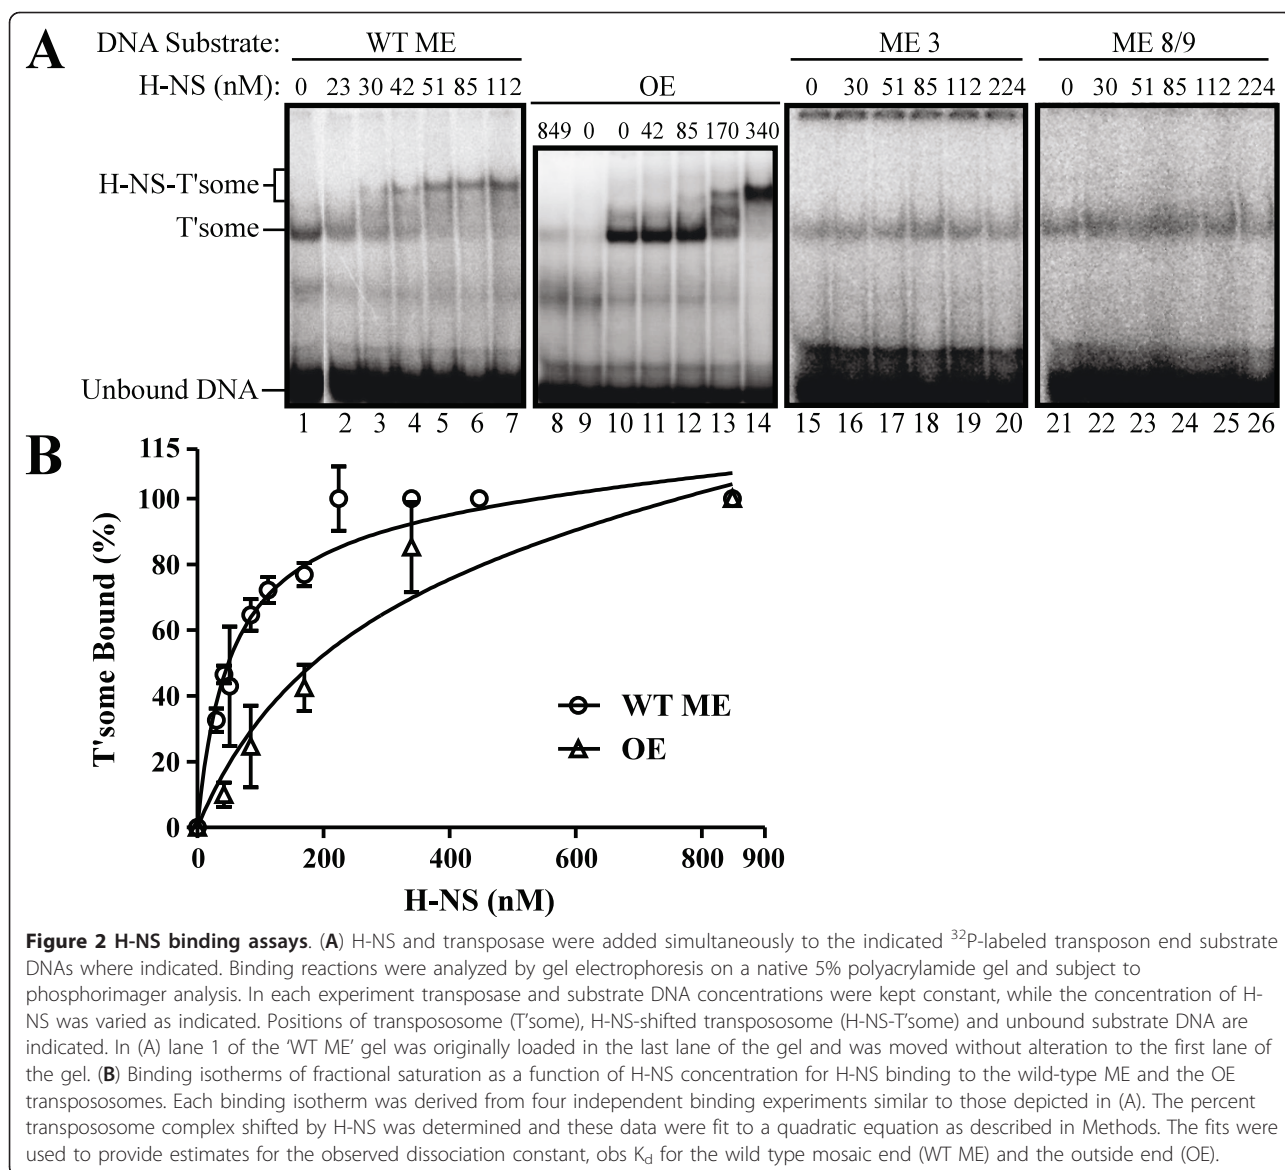 A
DNA Substrate: WT ME ME 3 ME 8/9
H-NS (nM): 0 23 30 42 51 85 112 OE 0 30 51 85 112 224 0 30 51 85 112 224
849 0 0 42 85 170 340
H-NS-T'some
T'some
Unbound DNA
1 2 3 4 5 6 7 8 9 10 11 12 13 14 15 16 17 18 19 20 21 22 23 24 25 26
B
115
100
80
60
40
20
0
T'some Bound (%)
WT ME
OE
0 200 400 600 800 900
H-NS (nM)
Figure 2 H-NS binding assays. (A) H-NS and transposase were added simultaneously to the indicated ³²P-labeled transposon end substrate
DNAs where indicated. Binding reactions were analyzed by gel electrophoresis on a native 5% polyacrylamide gel and subject to
phosphorimager analysis. In each experiment transposase and substrate DNA concentrations were kept constant, while the concentration of H-
NS was varied as indicated. Positions of transpososome (T'some), H-NS-shifted transpososome (H-NS-T'some) and unbound substrate DNA are
indicated. In (A) lane 1 of the 'WT ME' gel was originally loaded in the last lane of the gel and was moved without alteration to the first lane of
the gel. (B) Binding isotherms of fractional saturation as a function of H-NS concentration for H-NS binding to the wild-type ME and the OE
transpososomes. Each binding isotherm was derived from four independent binding experiments similar to those depicted in (A). The percent
transpososome complex shifted by H-NS was determined and these data were fit to a quadratic equation as described in Methods. The fits were
used to provide estimates for the observed dissociation constant, obs Kd for the wild type mosaic end (WT ME) and the outside end (OE).